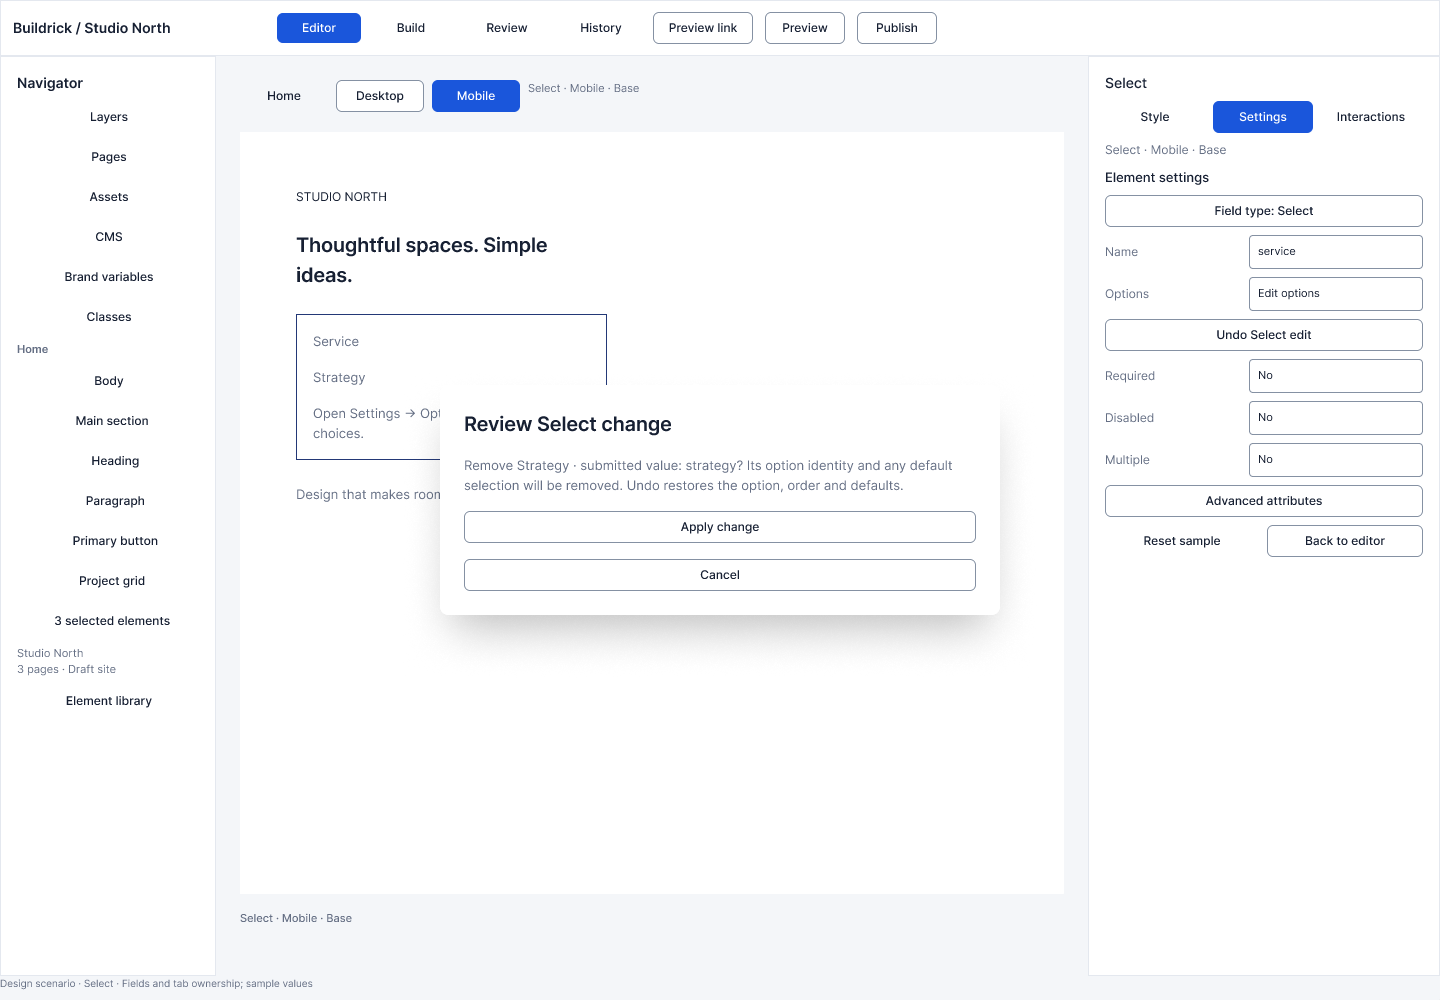 Buildrick / Studio North
Editor
Build
Review
History
Preview link
Preview
Publish
Navigator
Layers
Pages
Assets
CMS
Brand variables
Classes
Home
Body
Main section
Heading
Paragraph
Primary button
Project grid
3 selected elements
Studio North
3 pages · Draft site
Element library
Home
Desktop
Mobile
Select · Mobile · Base
STUDIO NORTH
Thoughtful spaces. Simple
ideas.
Service
Strategy
Open Settings → Opt
choices.
Design that makes room
Review Select change
Remove Strategy · submitted value: strategy? Its option identity and any default
selection will be removed. Undo restores the option, order and defaults.
Apply change
Cancel
Select · Mobile · Base
Select
Style
Settings
Interactions
Select · Mobile · Base
Element settings
Field type: Select
Name
service
Options
Edit options
Undo Select edit
Required
No
Disabled
No
Multiple
No
Advanced attributes
Reset sample
Back to editor
Design scenario · Select · Fields and tab ownership; sample values